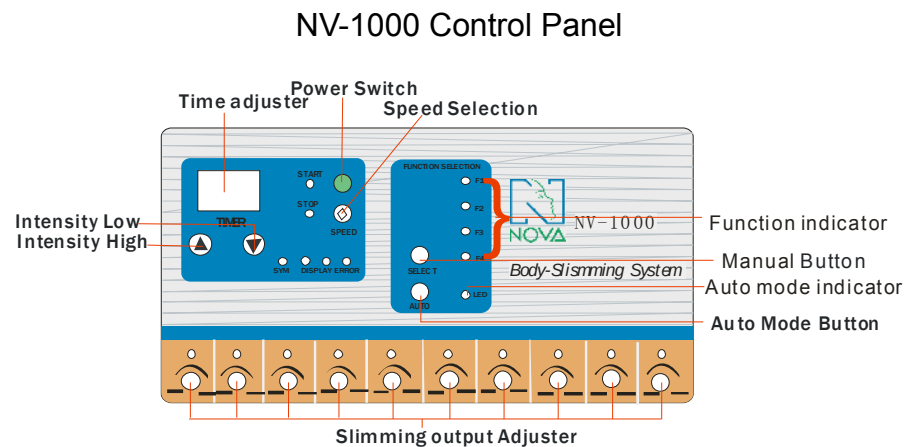 NV-1000 Control Panel
Power Switch
Time adjuster
Speed Selection
FUNCTION SELECTION
START
F1
STOP
F2
TIMER
SPEED
F3
NOVA
NV-1000
Intensity Low
Intensity High
Function indicator
F4
SYM DISPLAY ERROR
SELECT
Body-Slismming System
Manual Button
Auto mode indicator
LED
AUTO
Auto Mode Button
Slimming output Adjuster